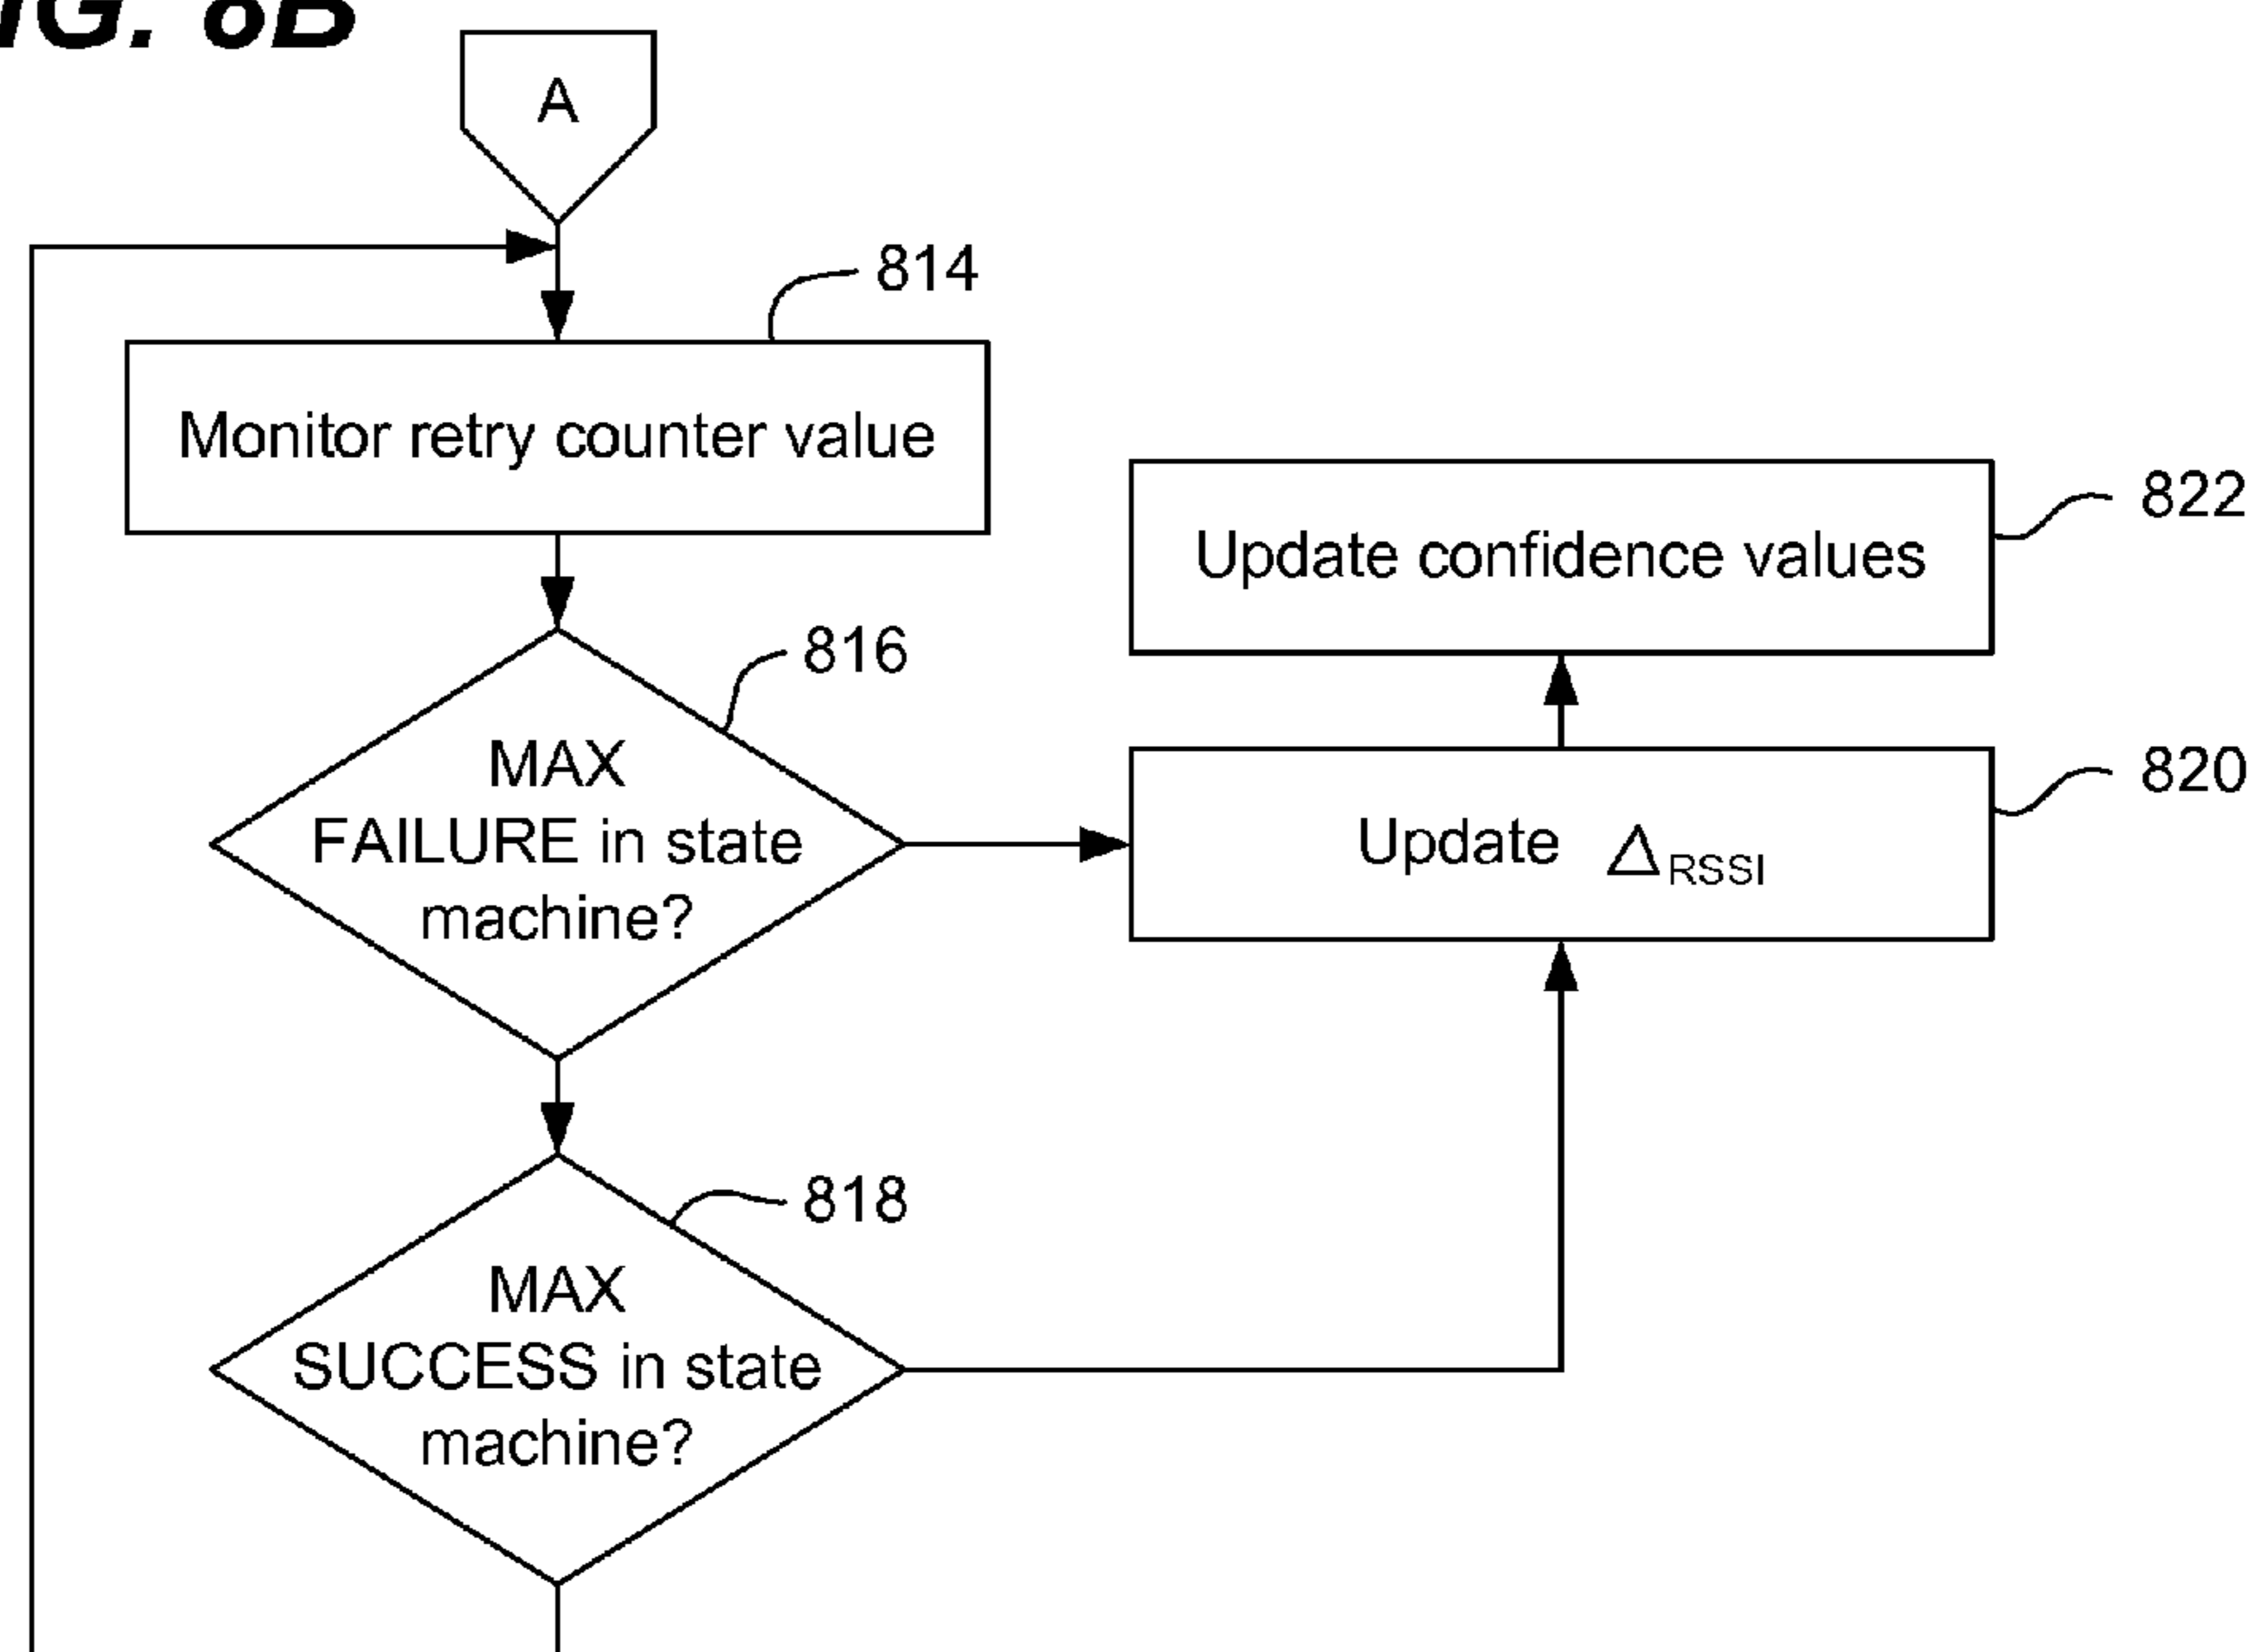 A
814
Monitor retry counter value
822
Update confidence values
816
MAX
FAILURE in state
machine?
820
Update Δ RSSI
818
MAX
SUCCESS in state
machine?